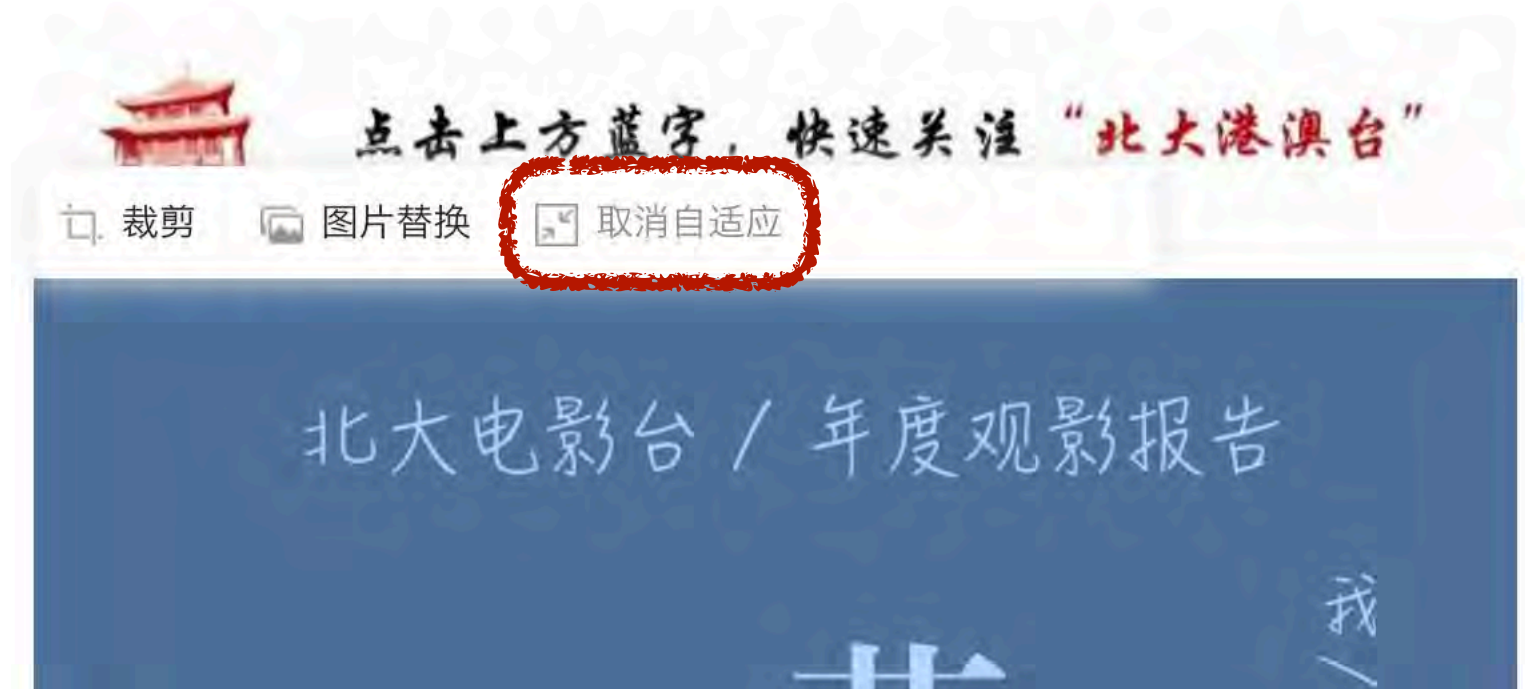 点击上方蓝字，快速关注“北大港澳台”
裁剪 图片替换 取消自适应
北大电影台 / 年度观影报告
我